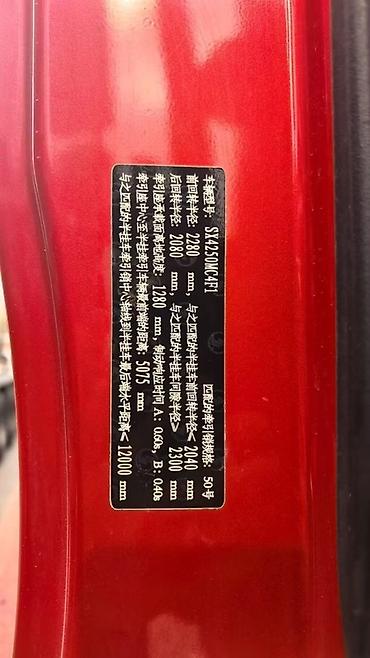 车辆型号: SX4250MC4F1 匹配的牵引销规格: 50号
前回转半径: 2280 mm, 与之匹配的半挂车前回转半径< 2040 mm
后回转半径: 2080 mm, 与之匹配的半挂车间隙半径> 2300 mm
牵引座承载面离地高度: 1280 mm, 制动响应时间 A: 0.60s, B: 0.40s
牵引座中心至半挂牵引车辆最前端的距离: 5075 mm
与之匹配的半挂车牵引销中心轴线到半挂车最后端水平距离< 12000 mm